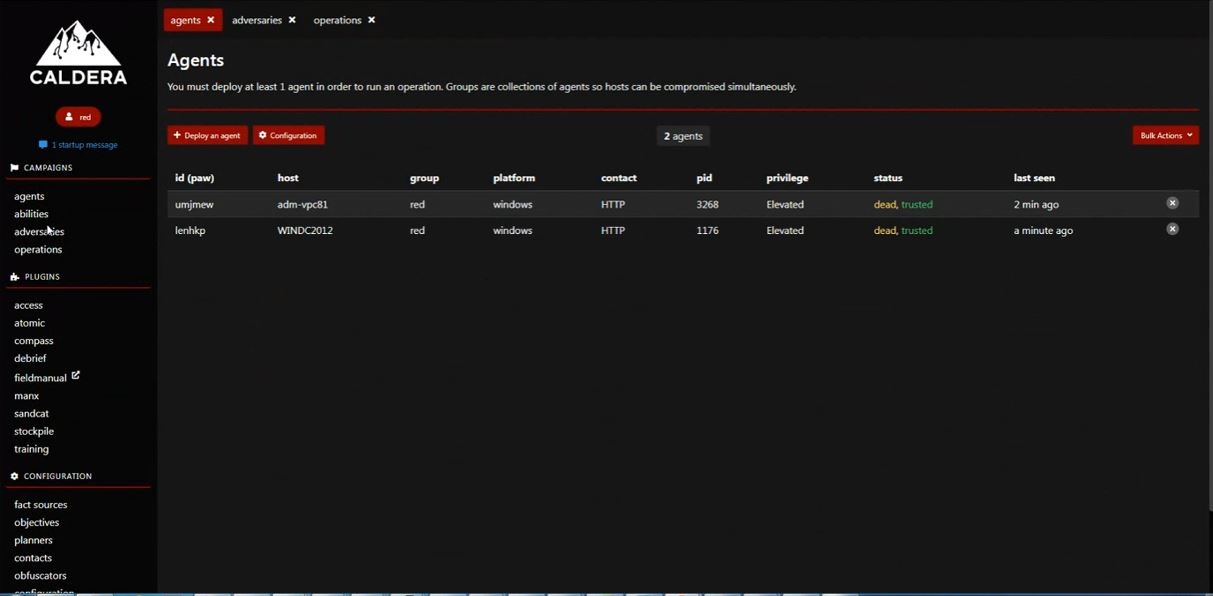 agents ✕ adversaries ✕ operations ✕
CALDERA
red
1 startup message
CAMPAIGNS
agents
abilities
adversaries
operations
PLUGINS
access
atomic
compass
debrief
fieldmanual
manx
sandcat
stockpile
training
CONFIGURATION
fact sources
objectives
planners
contacts
obfuscators
configuration
Agents
You must deploy at least 1 agent in order to run an operation. Groups are collections of agents so hosts can be compromised simultaneously.
+ Deploy an agent Configuration 2 agents Bulk Actions
id (paw) host group platform contact pid privilege status last seen
umjmew adm-vpc81 red windows HTTP 3268 Elevated dead, trusted 2 min ago
lenhkp WINDC2012 red windows HTTP 1176 Elevated dead, trusted a minute ago